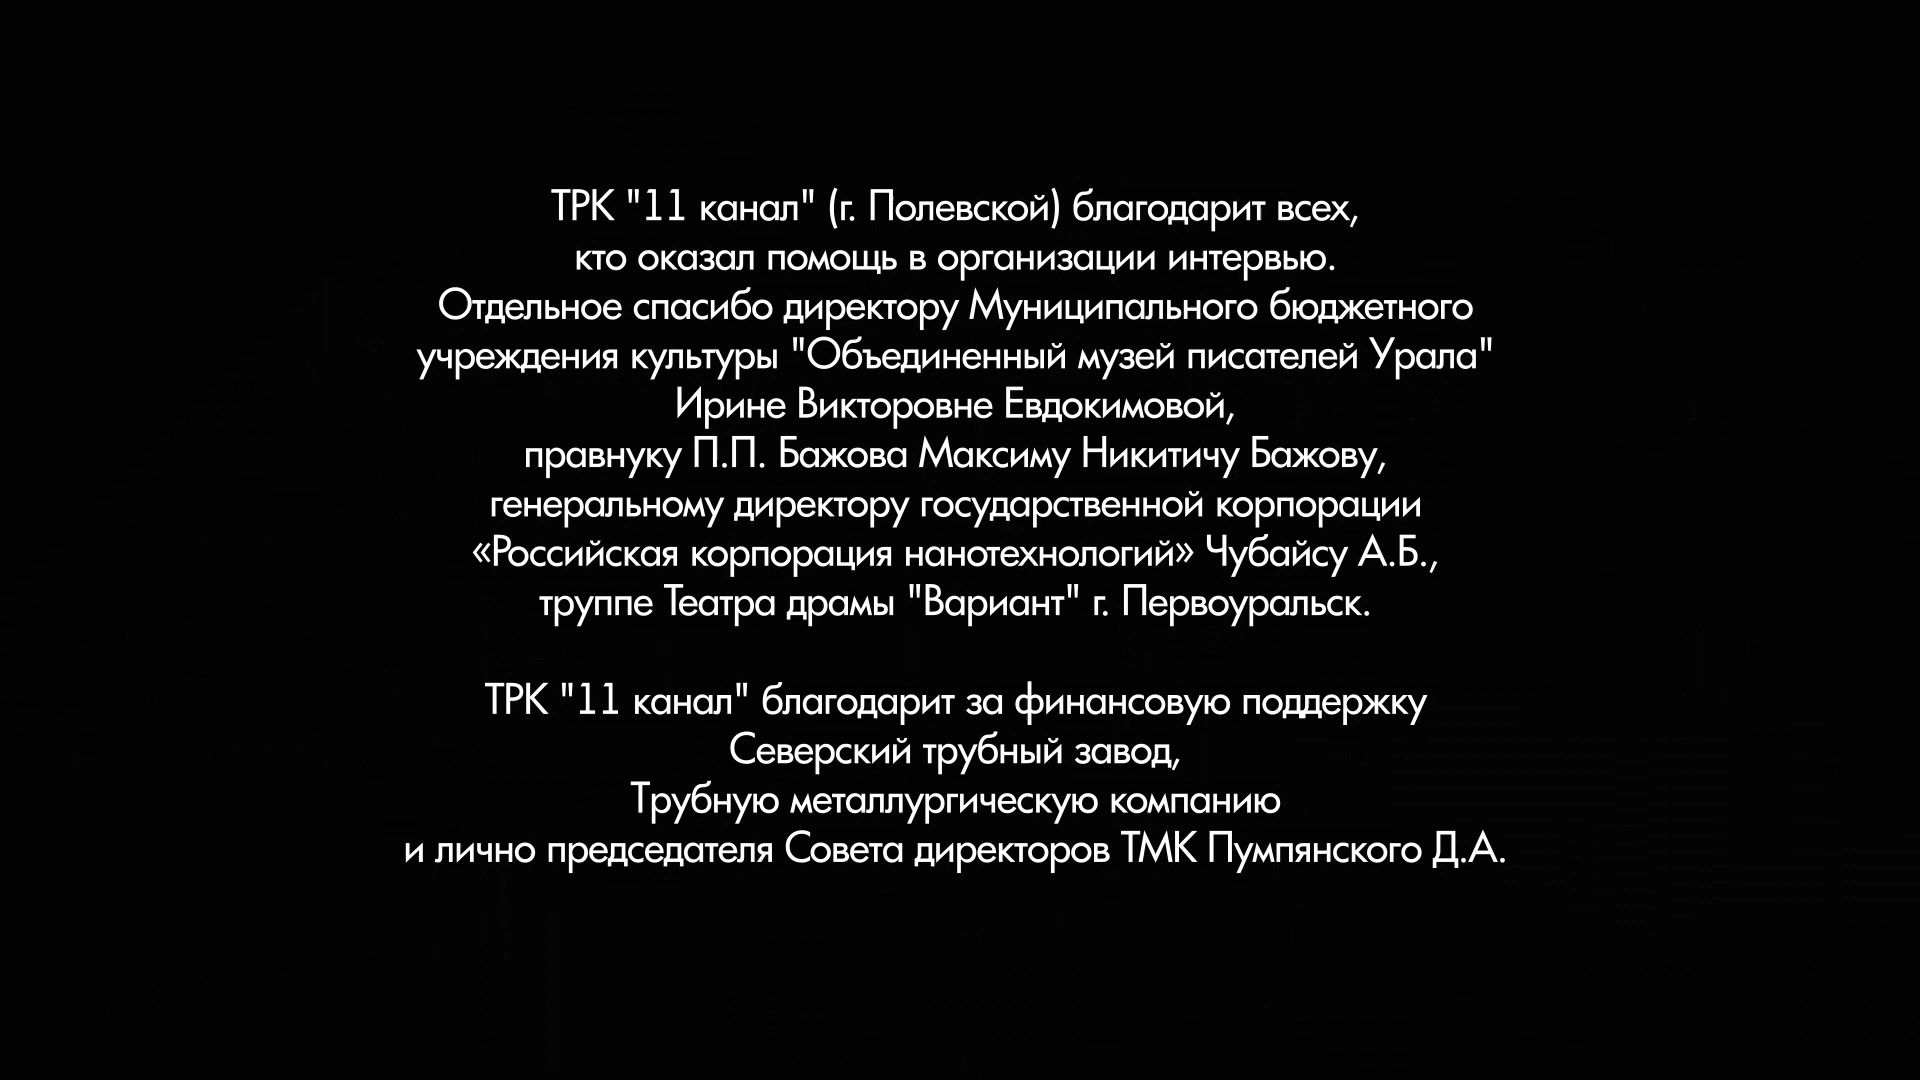 ТРК "11 канал" (г. Полевской) благодарит всех,
кто оказал помощь в организации интервью.
Отдельное спасибо директору Муниципального бюджетного
учреждения культуры "Объединенный музей писателей Урала"
Ирине Викторовне Евдокимовой,
правнуку П.П. Бажова Максиму Никитичу Бажову,
генеральному директору государственной корпорации
«Российская корпорация нанотехнологий» Чубайсу А.Б.,
труппе Театра драмы "Вариант" г. Первоуральск.
ТРК "11 канал" благодарит за финансовую поддержку
Северский трубный завод,
Трубную металлургическую компанию
и лично председателя Совета директоров ТМК Пумпянского Д.А.